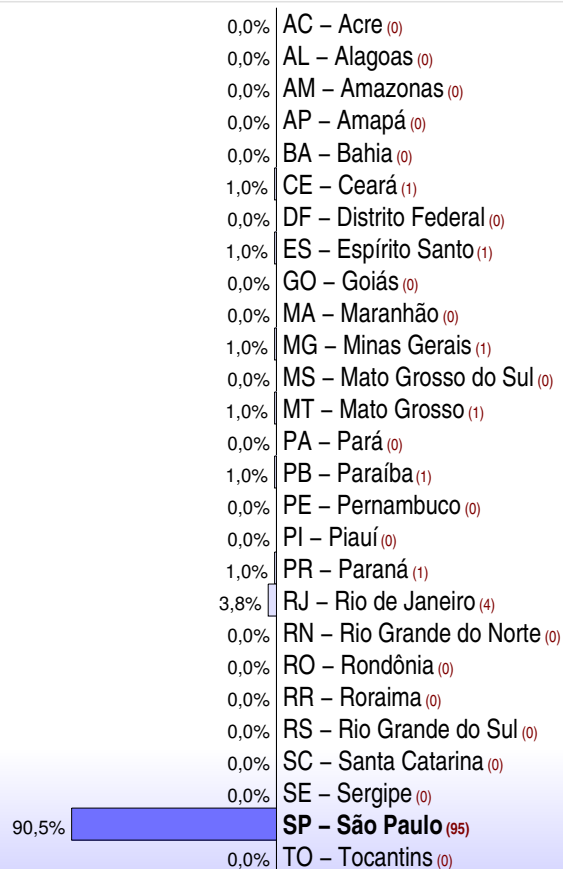 0,0% AC – Acre (0)
0,0% AL – Alagoas (0)
0,0% AM – Amazonas (0)
0,0% AP – Amapá (0)
0,0% BA – Bahia (0)
1,0% CE – Ceará (1)
0,0% DF – Distrito Federal (0)
1,0% ES – Espírito Santo (1)
0,0% GO – Goiás (0)
0,0% MA – Maranhão (0)
1,0% MG – Minas Gerais (1)
0,0% MS – Mato Grosso do Sul (0)
1,0% MT – Mato Grosso (1)
0,0% PA – Pará (0)
1,0% PB – Paraíba (1)
0,0% PE – Pernambuco (0)
0,0% PI – Piauí (0)
1,0% PR – Paraná (1)
3,8% RJ – Rio de Janeiro (4)
0,0% RN – Rio Grande do Norte (0)
0,0% RO – Rondônia (0)
0,0% RR – Roraima (0)
0,0% RS – Rio Grande do Sul (0)
0,0% SC – Santa Catarina (0)
0,0% SE – Sergipe (0)
90,5% SP – São Paulo (95)
0,0% TO – Tocantins (0)